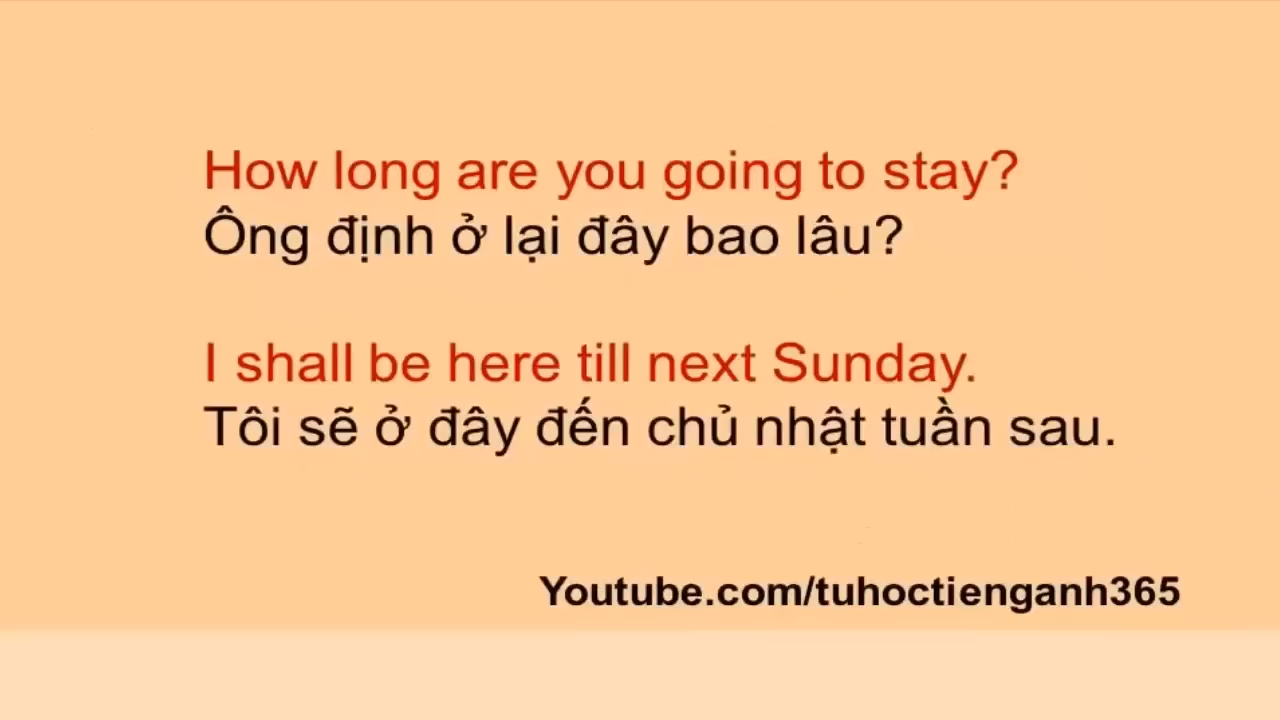 How long are you going to stay?
Ông định ở lại đây bao lâu?
I shall be here till next Sunday.
Tôi sẽ ở đây đến chủ nhật tuần sau.
Youtube.com/tuhoctienganh365